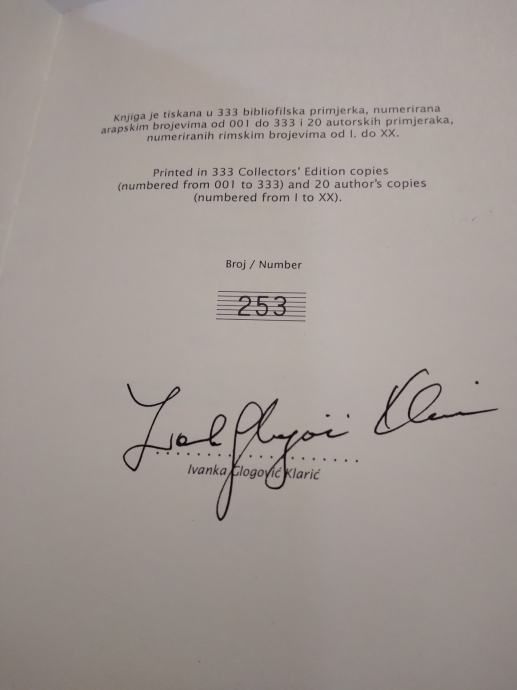 Knjiga je tiskana u 333 bibliofilska primjerka, numerirana
arapskim brojevima od 001 do 333 i 20 autorskih primjeraka,
numeriranih rimskim brojevima od I. do XX.
Printed in 333 Collectors' Edition copies
(numbered from 001 to 333) and 20 author's copies
(numbered from I to XX).
Broj / Number
253
Ivanka Glogović Klarić